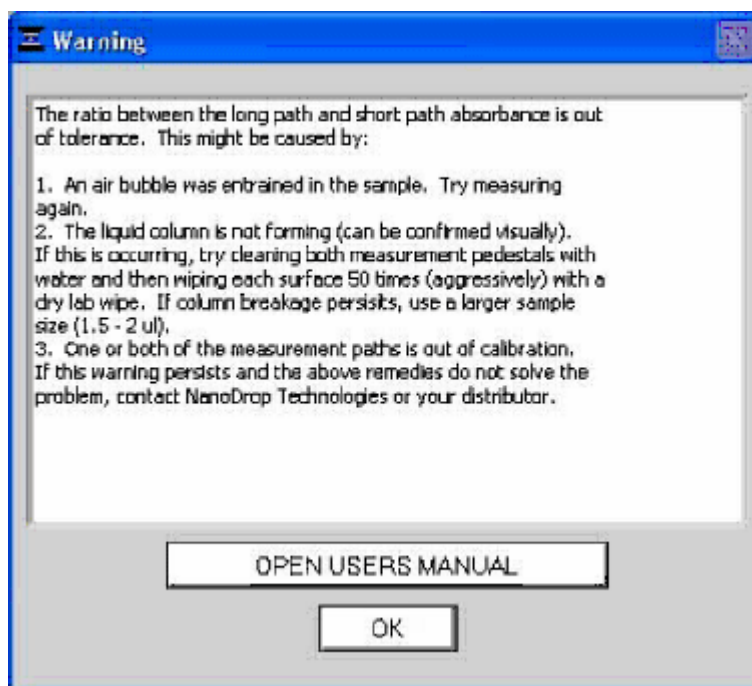 Warning
The ratio between the long path and short path absorbance is out
of tolerance. This might be caused by:
1. An air bubble was entrained in the sample. Try measuring
again.
2. The liquid column is not forming (can be confirmed visually).
If this is occurring, try cleaning both measurement pedestals with
water and then wiping each surface 50 times (aggressively) with a
dry lab wipe. If column breakage persisits, use a larger sample
size (1.5 - 2 ul).
3. One or both of the measurement paths is out of calibration.
If this warning persists and the above remedies do not solve the
problem, contact NanoDrop Technologies or your distributor.
OPEN USERS MANUAL
OK